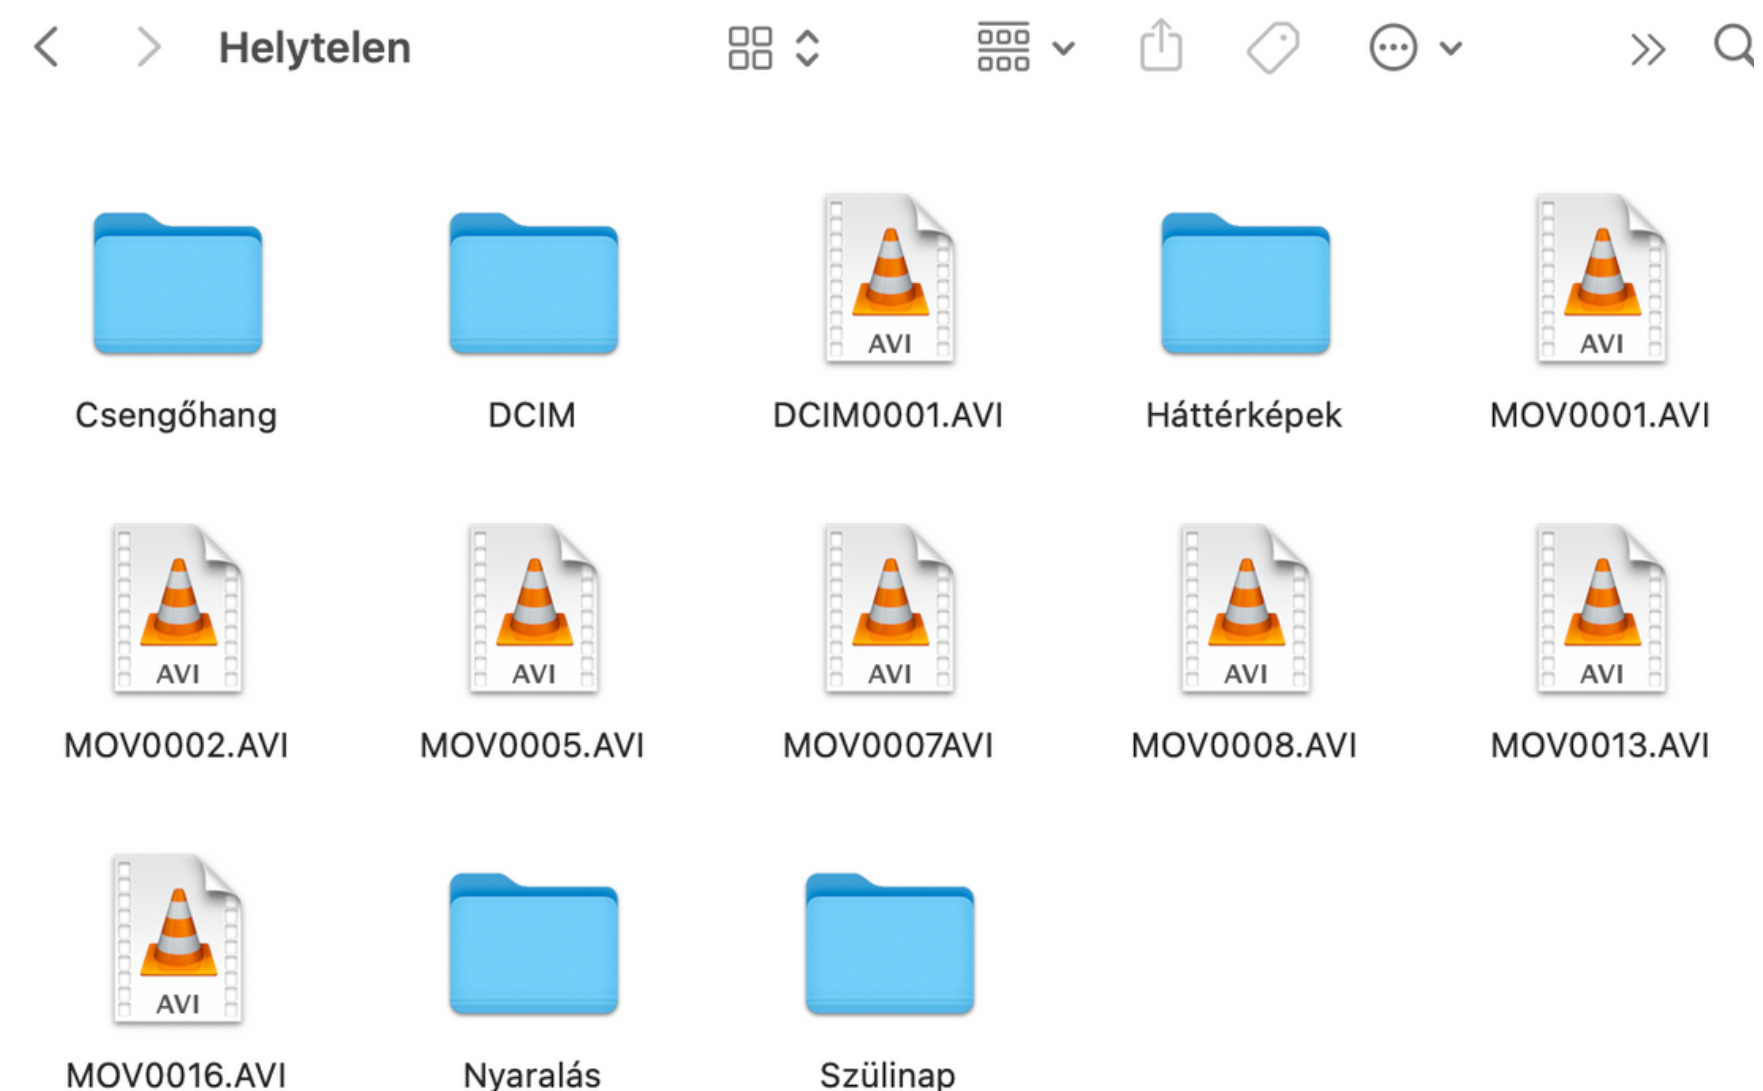 Helytelen
AVI
AVI
Csengőhang DCIM DCIM0001.AVI Háttérképek MOV0001.AVI
AVI AVI AVI AVI AVI
MOV0002.AVI MOV0005.AVI MOV0007AVI MOV0008.AVI MOV0013.AVI
AVI
MOV0016.AVI Nyaralás Szülinap